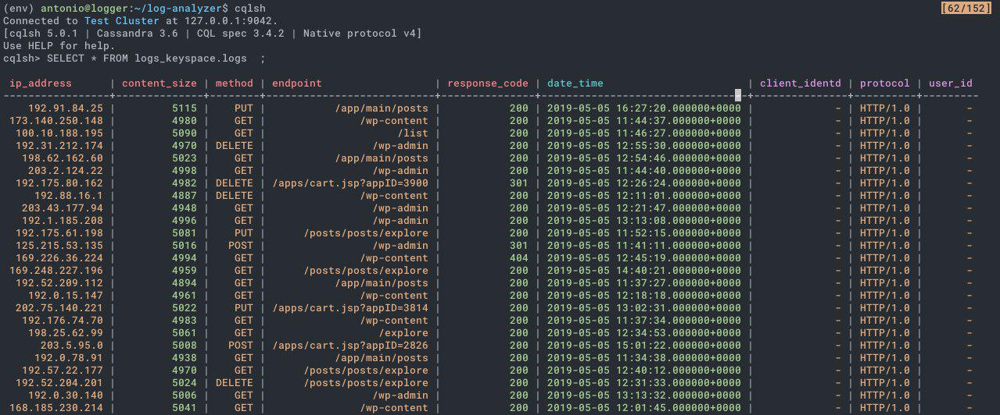 (env) antonio@logger:~/log-analyzer$ cqlsh [62/152]
Connected to Test Cluster at 127.0.0.1:9042.
[cqlsh 5.0.1 | Cassandra 3.6 | CQL spec 3.4.2 | Native protocol v4]
Use HELP for help.
cqlsh> SELECT * FROM logs_keyspace.logs  ;
ip_address | content_size | method | endpoint | response_code | date_time | client_identd | protocol | user_id
192.91.84.25 | 5115 | PUT | /app/main/posts | 200 | 2019-05-05 16:27:20.000000+0000 | - | HTTP/1.0 | -
173.140.250.148 | 4980 | GET | /wp-content | 200 | 2019-05-05 11:44:37.000000+0000 | - | HTTP/1.0 | -
100.10.188.195 | 5090 | GET | /list | 200 | 2019-05-05 11:46:27.000000+0000 | - | HTTP/1.0 | -
192.31.212.174 | 4970 | DELETE | /wp-admin | 200 | 2019-05-05 12:55:30.000000+0000 | - | HTTP/1.0 | -
198.62.162.60 | 5023 | GET | /app/main/posts | 200 | 2019-05-05 12:54:46.000000+0000 | - | HTTP/1.0 | -
203.2.124.22 | 4998 | GET | /wp-admin | 200 | 2019-05-05 11:44:40.000000+0000 | - | HTTP/1.0 | -
192.175.80.162 | 4982 | DELETE | /apps/cart.jsp?appID=3900 | 301 | 2019-05-05 12:26:24.000000+0000 | - | HTTP/1.0 | -
192.88.16.1 | 4887 | DELETE | /wp-content | 200 | 2019-05-05 12:11:01.000000+0000 | - | HTTP/1.0 | -
203.43.177.94 | 4948 | GET | /wp-admin | 200 | 2019-05-05 12:21:47.000000+0000 | - | HTTP/1.0 | -
192.1.185.208 | 4996 | GET | /wp-admin | 200 | 2019-05-05 13:13:08.000000+0000 | - | HTTP/1.0 | -
192.175.61.198 | 5081 | PUT | /posts/posts/explore | 200 | 2019-05-05 11:52:15.000000+0000 | - | HTTP/1.0 | -
125.215.53.135 | 5016 | POST | /wp-admin | 301 | 2019-05-05 11:41:11.000000+0000 | - | HTTP/1.0 | -
169.226.36.224 | 4994 | GET | /wp-content | 404 | 2019-05-05 12:45:19.000000+0000 | - | HTTP/1.0 | -
169.248.227.196 | 4959 | GET | /posts/posts/explore | 200 | 2019-05-05 14:40:21.000000+0000 | - | HTTP/1.0 | -
192.52.209.112 | 4894 | GET | /app/main/posts | 200 | 2019-05-05 11:37:27.000000+0000 | - | HTTP/1.0 | -
192.0.15.147 | 4961 | GET | /wp-content | 200 | 2019-05-05 12:18:18.000000+0000 | - | HTTP/1.0 | -
202.75.140.221 | 5022 | PUT | /apps/cart.jsp?appID=3814 | 200 | 2019-05-05 13:02:31.000000+0000 | - | HTTP/1.0 | -
192.176.74.70 | 4983 | GET | /wp-content | 200 | 2019-05-05 11:37:34.000000+0000 | - | HTTP/1.0 | -
198.25.62.99 | 5061 | GET | /explore | 200 | 2019-05-05 12:34:53.000000+0000 | - | HTTP/1.0 | -
203.5.95.0 | 5008 | POST | /apps/cart.jsp?appID=2826 | 200 | 2019-05-05 15:01:22.000000+0000 | - | HTTP/1.0 | -
192.0.78.91 | 4938 | GET | /app/main/posts | 200 | 2019-05-05 11:34:38.000000+0000 | - | HTTP/1.0 | -
192.57.22.177 | 4970 | GET | /posts/posts/explore | 200 | 2019-05-05 12:40:12.000000+0000 | - | HTTP/1.0 | -
192.52.204.201 | 5024 | DELETE | /posts/posts/explore | 200 | 2019-05-05 12:31:33.000000+0000 | - | HTTP/1.0 | -
192.0.30.140 | 5006 | GET | /wp-admin | 200 | 2019-05-05 13:13:32.000000+0000 | - | HTTP/1.0 | -
168.185.230.214 | 5041 | GET | /wp-content | 200 | 2019-05-05 12:01:45.000000+0000 | - | HTTP/1.0 | -